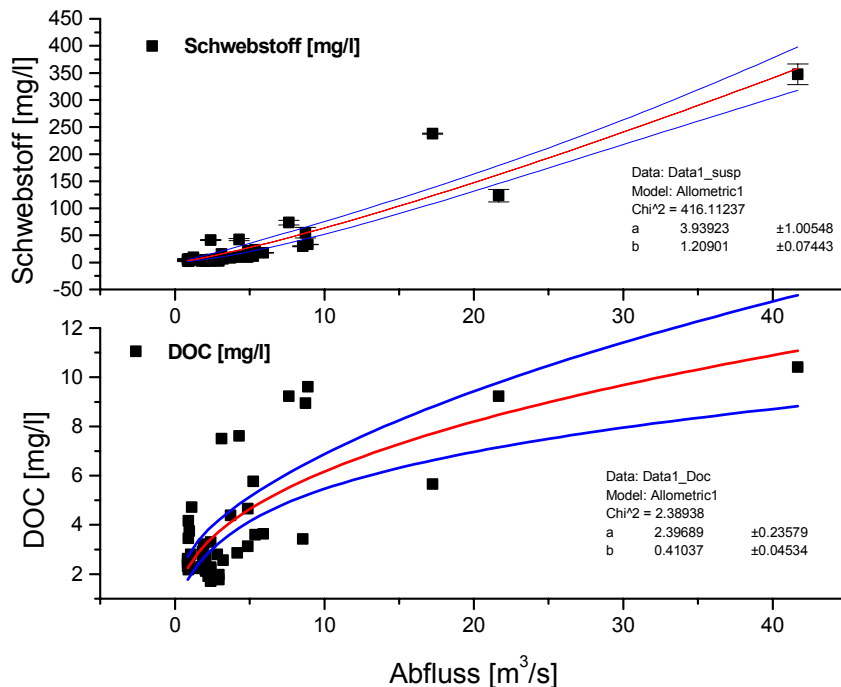 450
400
350
300
250
200
150
100
50
0
-50
Schwebstoff [mg/l]
Schwebstoff [mg/l]
Data: Data1_susp
Model: Allometric1
Chi^2 = 416.11237
a 3.93923 ±1.00548
b 1.20901 ±0.07443
0 10 20 30 40
12
10
8
6
4
2
DOC [mg/l]
DOC [mg/l]
Data: Data1_Doc
Model: Allometric1
Chi^2 = 2.38938
a 2.39689 ±0.23579
b 0.41037 ±0.04534
0 10 20 30 40
Abfluss [m³/s]